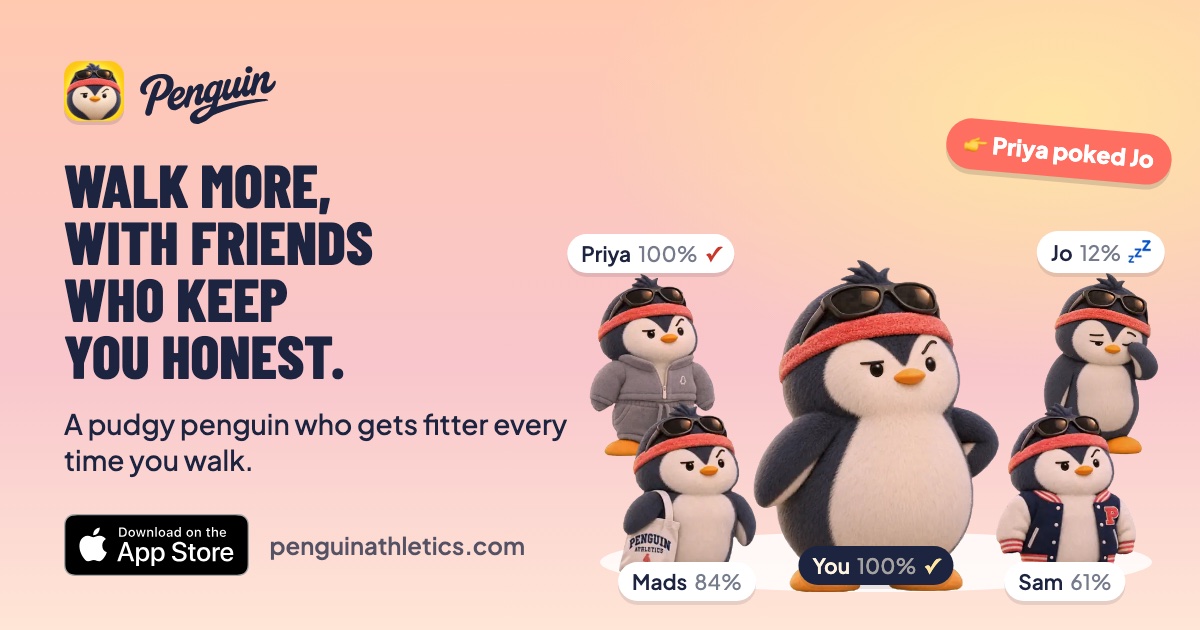 Penguin
WALK MORE,
WITH FRIENDS
WHO KEEP
YOU HONEST.
A pudgy penguin who gets fitter every
time you walk.
Download on the
App Store
penguinathletics.com
👉 Priya poked Jo
Priya 100% ✓
Jo 12% 💤
P
PENGUIN
ATHLETICS
You 100% ✓
Mads 84%
Sam 61%